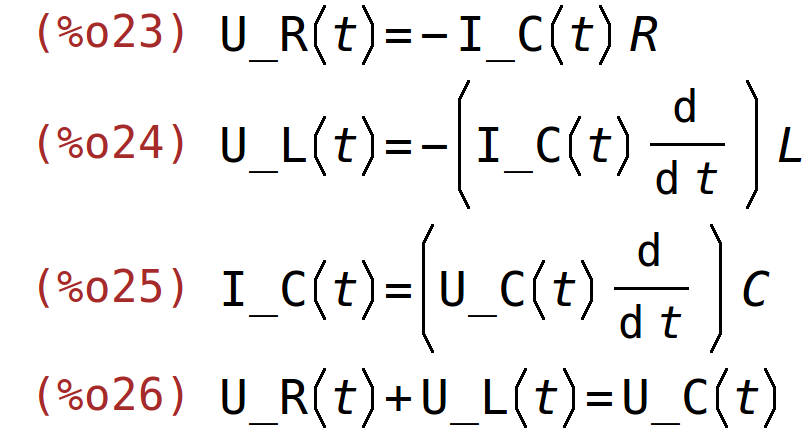 (%o23) U_R(t)=-I_C(t) R
(%o24) U_L(t)=-(I_C(t) d/d t) L
(%o25) I_C(t)=(U_C(t) d/d t) C
(%o26) U_R(t)+U_L(t)=U_C(t)